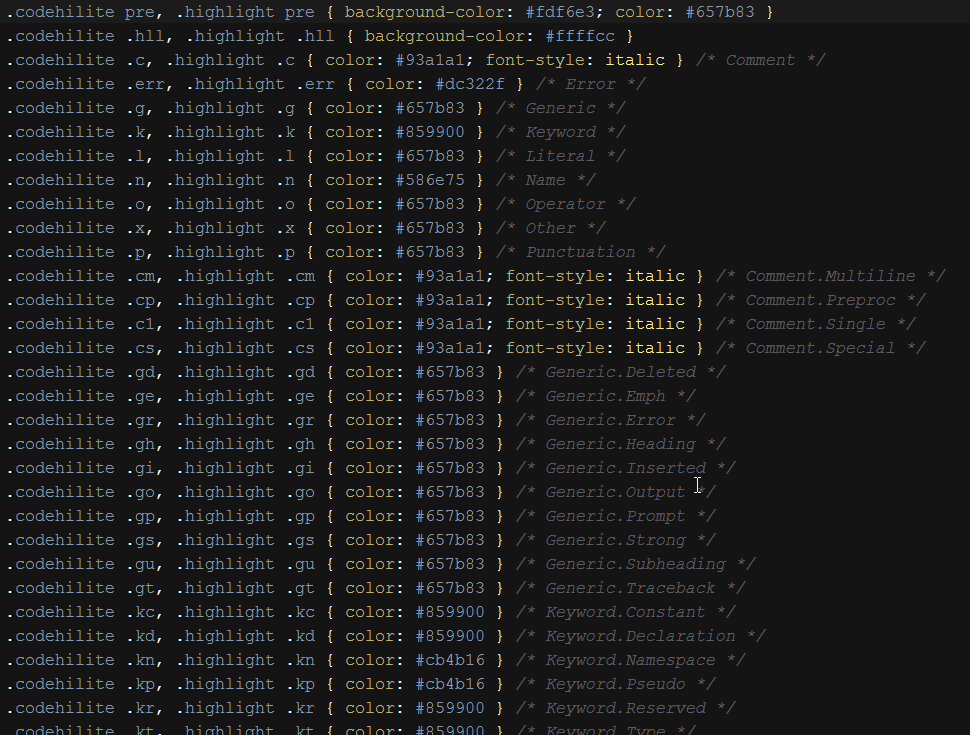 .codehilite pre, .highlight pre { background-color: #fdf6e3; color: #657b83 }
.codehilite .hll, .highlight .hll { background-color: #ffffcc }
.codehilite .c, .highlight .c { color: #93a1a1; font-style: italic } /* Comment */
.codehilite .err, .highlight .err { color: #dc322f } /* Error */
.codehilite .g, .highlight .g { color: #657b83 } /* Generic */
.codehilite .k, .highlight .k { color: #859900 } /* Keyword */
.codehilite .l, .highlight .l { color: #657b83 } /* Literal */
.codehilite .n, .highlight .n { color: #586e75 } /* Name */
.codehilite .o, .highlight .o { color: #657b83 } /* Operator */
.codehilite .x, .highlight .x { color: #657b83 } /* Other */
.codehilite .p, .highlight .p { color: #657b83 } /* Punctuation */
.codehilite .cm, .highlight .cm { color: #93a1a1; font-style: italic } /* Comment.Multiline */
.codehilite .cp, .highlight .cp { color: #93a1a1; font-style: italic } /* Comment.Preproc */
.codehilite .c1, .highlight .c1 { color: #93a1a1; font-style: italic } /* Comment.Single */
.codehilite .cs, .highlight .cs { color: #93a1a1; font-style: italic } /* Comment.Special */
.codehilite .gd, .highlight .gd { color: #657b83 } /* Generic.Deleted */
.codehilite .ge, .highlight .ge { color: #657b83 } /* Generic.Emph */
.codehilite .gr, .highlight .gr { color: #657b83 } /* Generic.Error */
.codehilite .gh, .highlight .gh { color: #657b83 } /* Generic.Heading */
.codehilite .gi, .highlight .gi { color: #657b83 } /* Generic.Inserted */
.codehilite .go, .highlight .go { color: #657b83 } /* Generic.Output */
.codehilite .gp, .highlight .gp { color: #657b83 } /* Generic.Prompt */
.codehilite .gs, .highlight .gs { color: #657b83 } /* Generic.Strong */
.codehilite .gu, .highlight .gu { color: #657b83 } /* Generic.Subheading */
.codehilite .gt, .highlight .gt { color: #657b83 } /* Generic.Traceback */
.codehilite .kc, .highlight .kc { color: #859900 } /* Keyword.Constant */
.codehilite .kd, .highlight .kd { color: #859900 } /* Keyword.Declaration */
.codehilite .kn, .highlight .kn { color: #cb4b16 } /* Keyword.Namespace */
.codehilite .kp, .highlight .kp { color: #cb4b16 } /* Keyword.Pseudo */
.codehilite .kr, .highlight .kr { color: #859900 } /* Keyword.Reserved */
.codehilite .kt, .highlight .kt { color: #859900 } /* Keyword.Type */